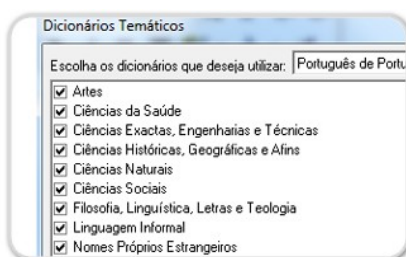 Dicionários Temáticos
Escolha os dicionários que deseja utilizar: Português de
Artes
Ciências da Saúde
Ciências Exactas, Engenharias e Técnicas
Ciências Históricas, Geográficas e Afins
Ciências Naturais
Ciências Sociais
Filosofia, Linguística, Letras e Teologia
Linguagem Informal
Nomes Próprios Estrangeiros